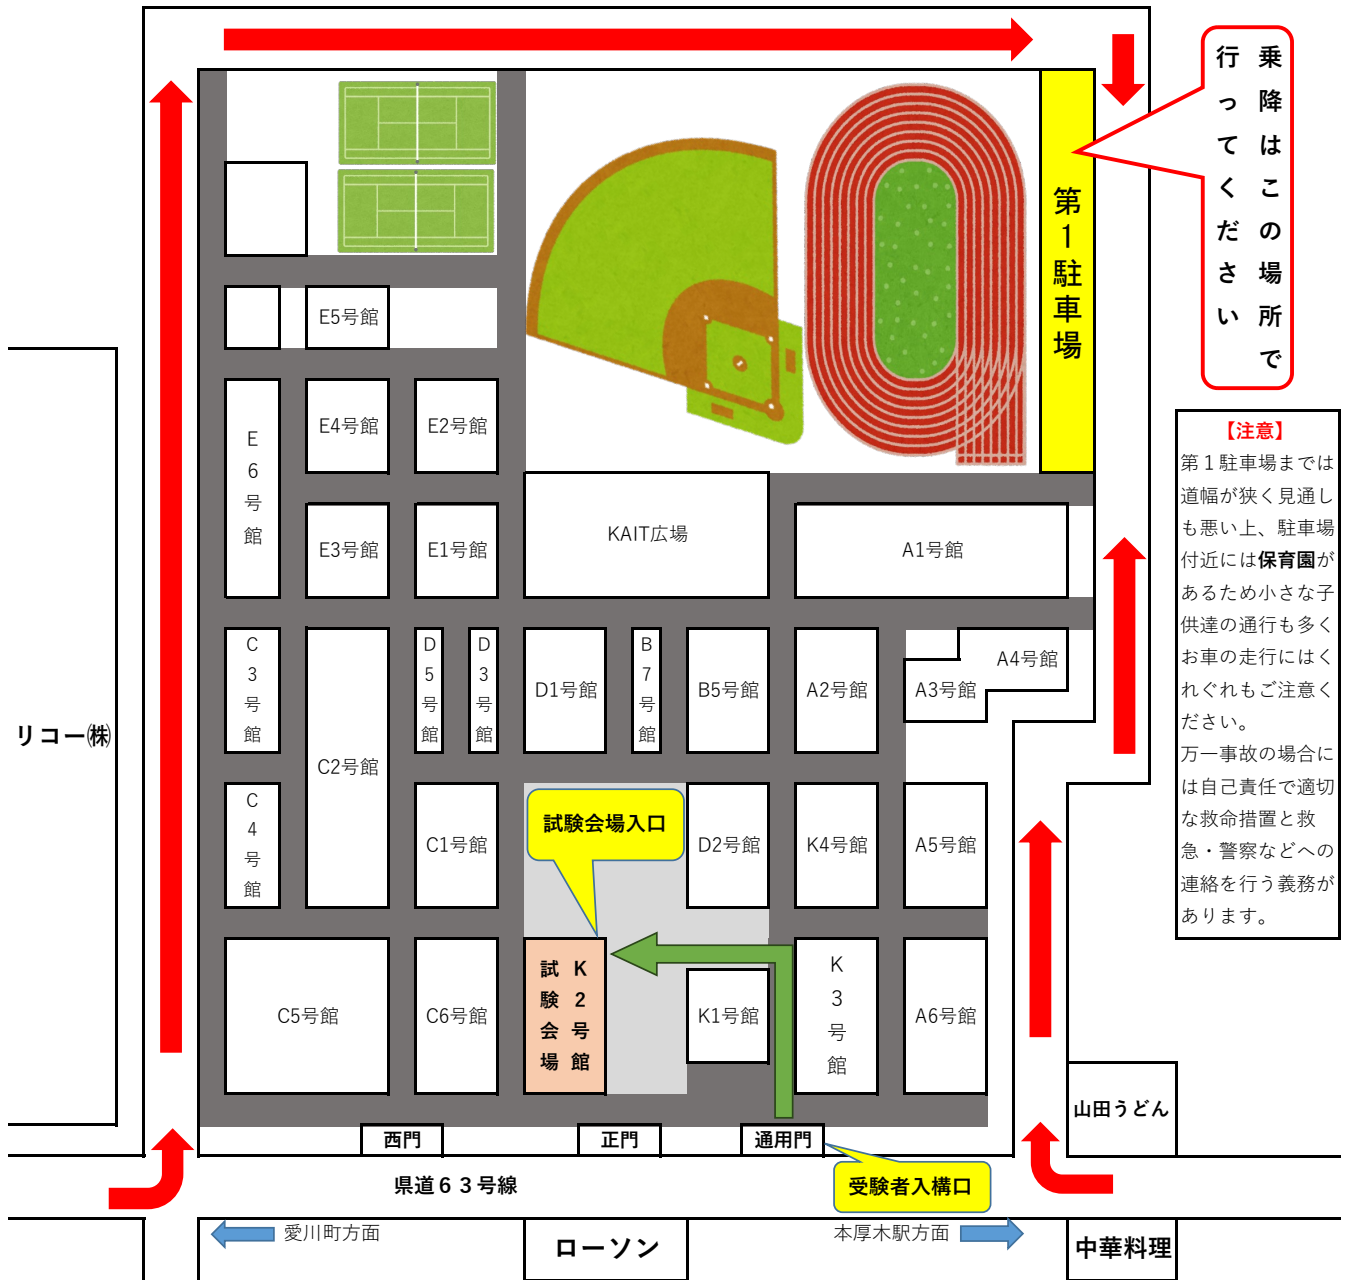 乗降はこの場所で
行ってください
第１駐車場
E5号館
E6号館
E4号館
E2号館
E3号館
E1号館
KAIT広場
A1号館
【注意】
第１駐車場までは
道幅が狭く見通し
も悪い上、駐車場
付近には保育園が
あるため小さな子
供達の通行も多く
お車の走行にはく
れぐれもご注意く
ださい。
万一事故の場合に
は自己責任で適切
な救命措置と救
急・警察などへの
連絡を行う義務が
あります。
C3号館
C2号館
D5号館
D3号館
D1号館
B7号館
B5号館
A2号館
A3号館
A4号館
リコー㈱
C4号館
C1号館
試験会場入口
D2号館
K4号館
A5号館
C5号館
C6号館
K2号館
試験会場
K1号館
K3号館
A6号館
山田うどん
西門
正門
通用門
県道６３号線
受験者入構口
愛川町方面
ローソン
本厚木駅方面
中華料理